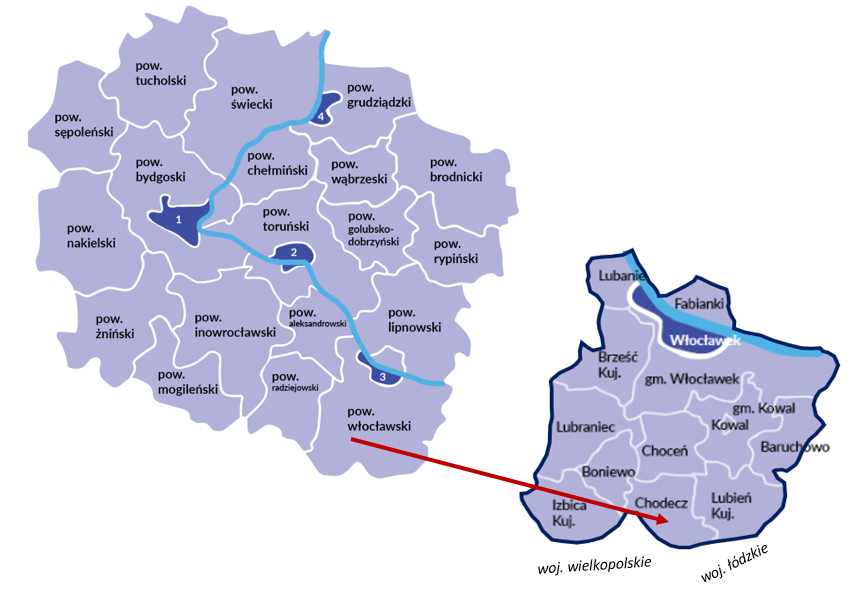 pow.
tucholski
pow.
świecki
pow.
grudziądzki
4
pow.
sępoleński
pow.
bydgoski
pow.
chełmiński
pow.
wąbrzeski
pow.
brodnicki
1
pow.
nakielski
pow.
toruński
pow.
golubsko-
dobrzyński
pow.
rypiński
2
pow.
żniński
pow.
inowrocławski
pow.
aleksandrowski
pow.
lipnowski
pow.
mogileński
pow.
radziejowski
3
pow.
włocławski
Lubanie
Fabianki
Włocławek
Brześć
Kuj.
gm. Włocławek
gm. Kowal
Kowal
Lubraniec
Choceń
Baruchowo
Boniewo
Izbica
Kuj.
Chodecz
Lubień
Kuj.
woj. wielkopolskie
woj. łódzkie